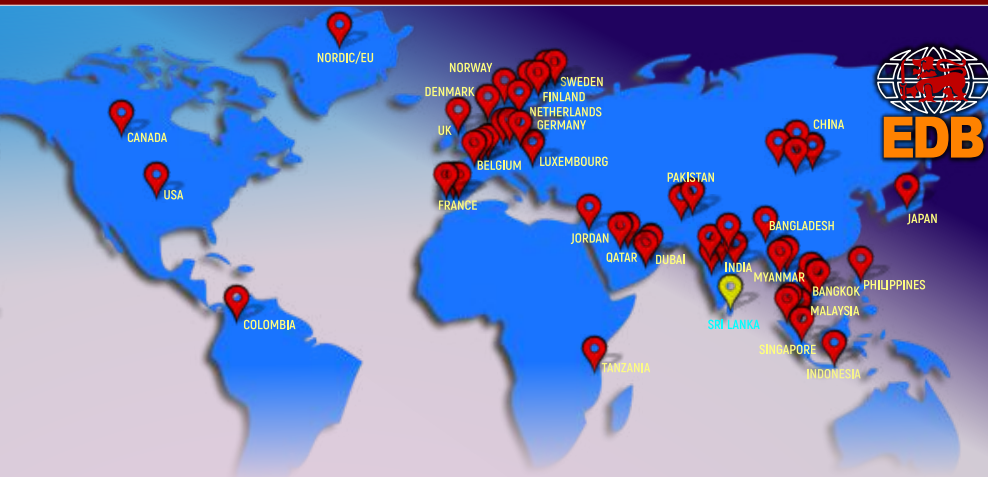 NORDIC/EU
NORWAY
SWEDEN
DENMARK
FINLAND
NETHERLANDS
UK
GERMANY
CANADA
CHINA
EDB
BELGIUM
LUXEMBOURG
USA
PAKISTAN
FRANCE
JAPAN
JORDAN
BANGLADESH
QATAR
DUBAI
INDIA
MYANMAR
BANGKOK
PHILIPPINES
MALAYSIA
COLOMBIA
SRI LANKA
SINGAPORE
TANZANIA
INDONESIA